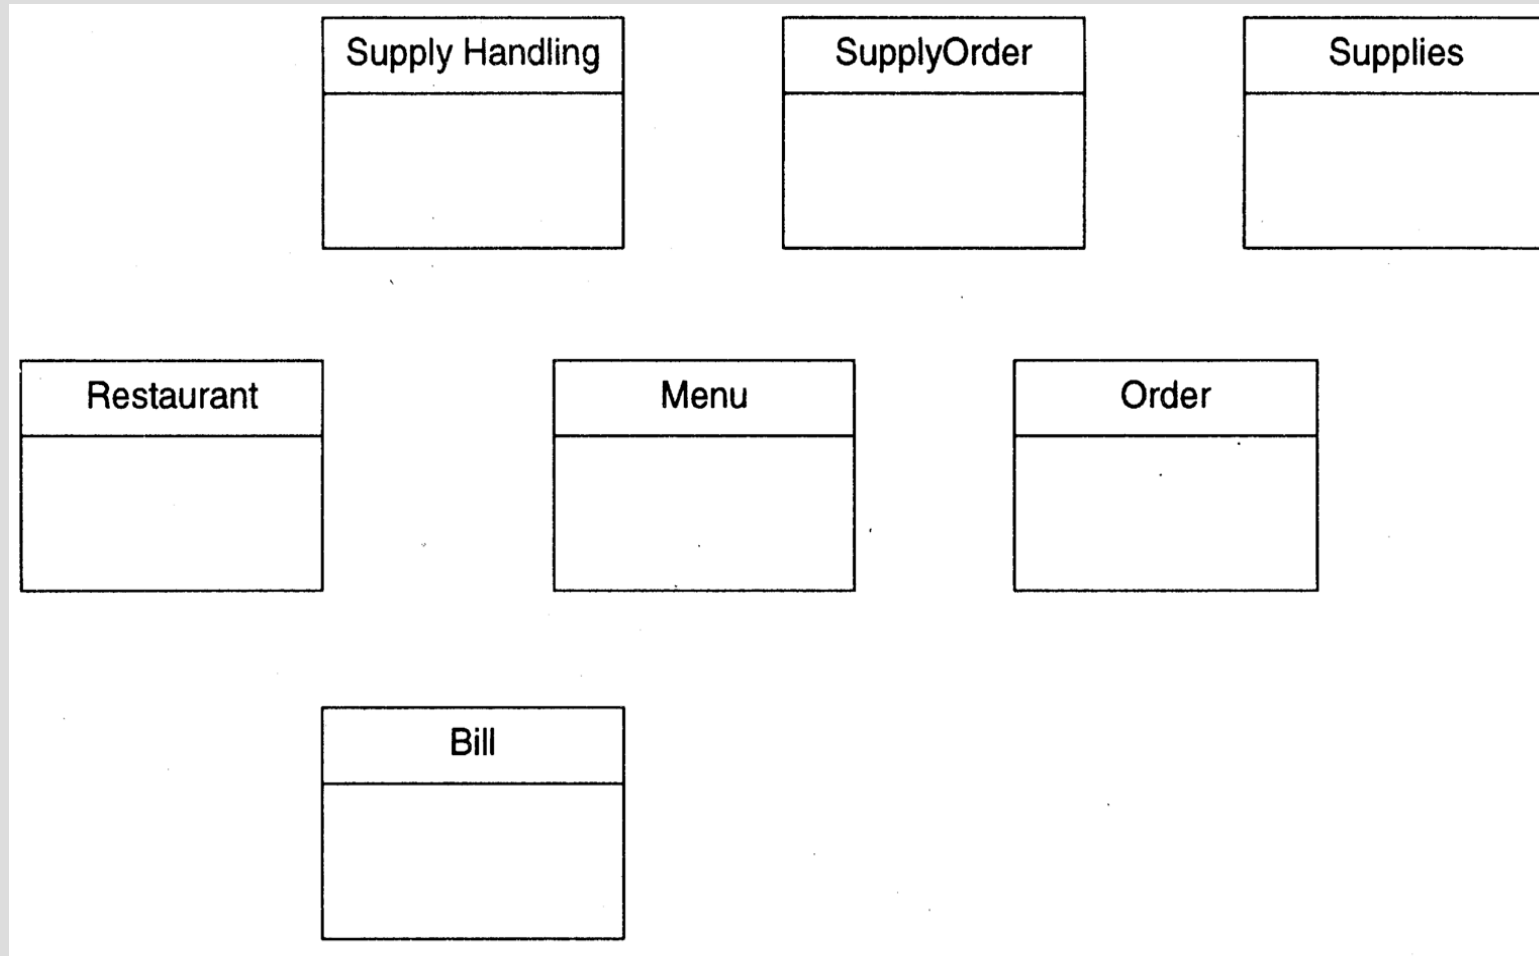 Supply Handling
SupplyOrder
Supplies
Restaurant
Menu
Order
Bill